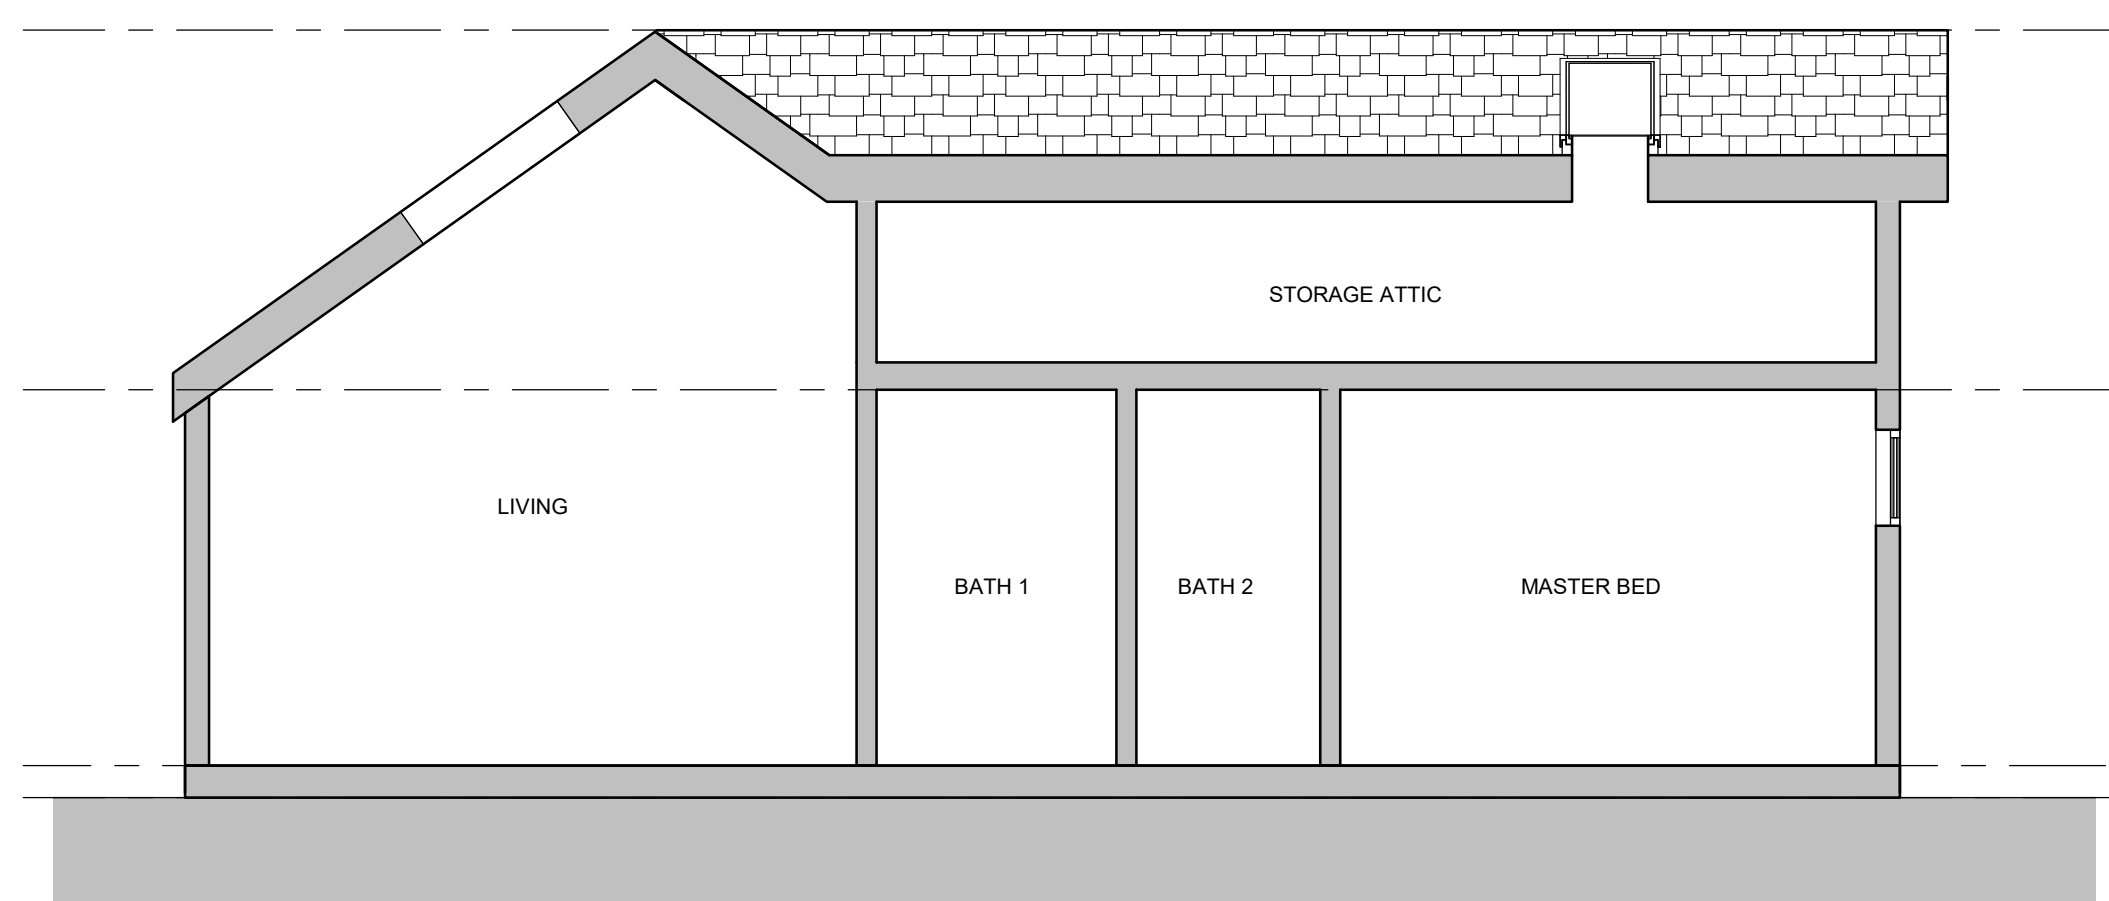 STORAGE ATTIC
LIVING
BATH 1
BATH 2
MASTER BED